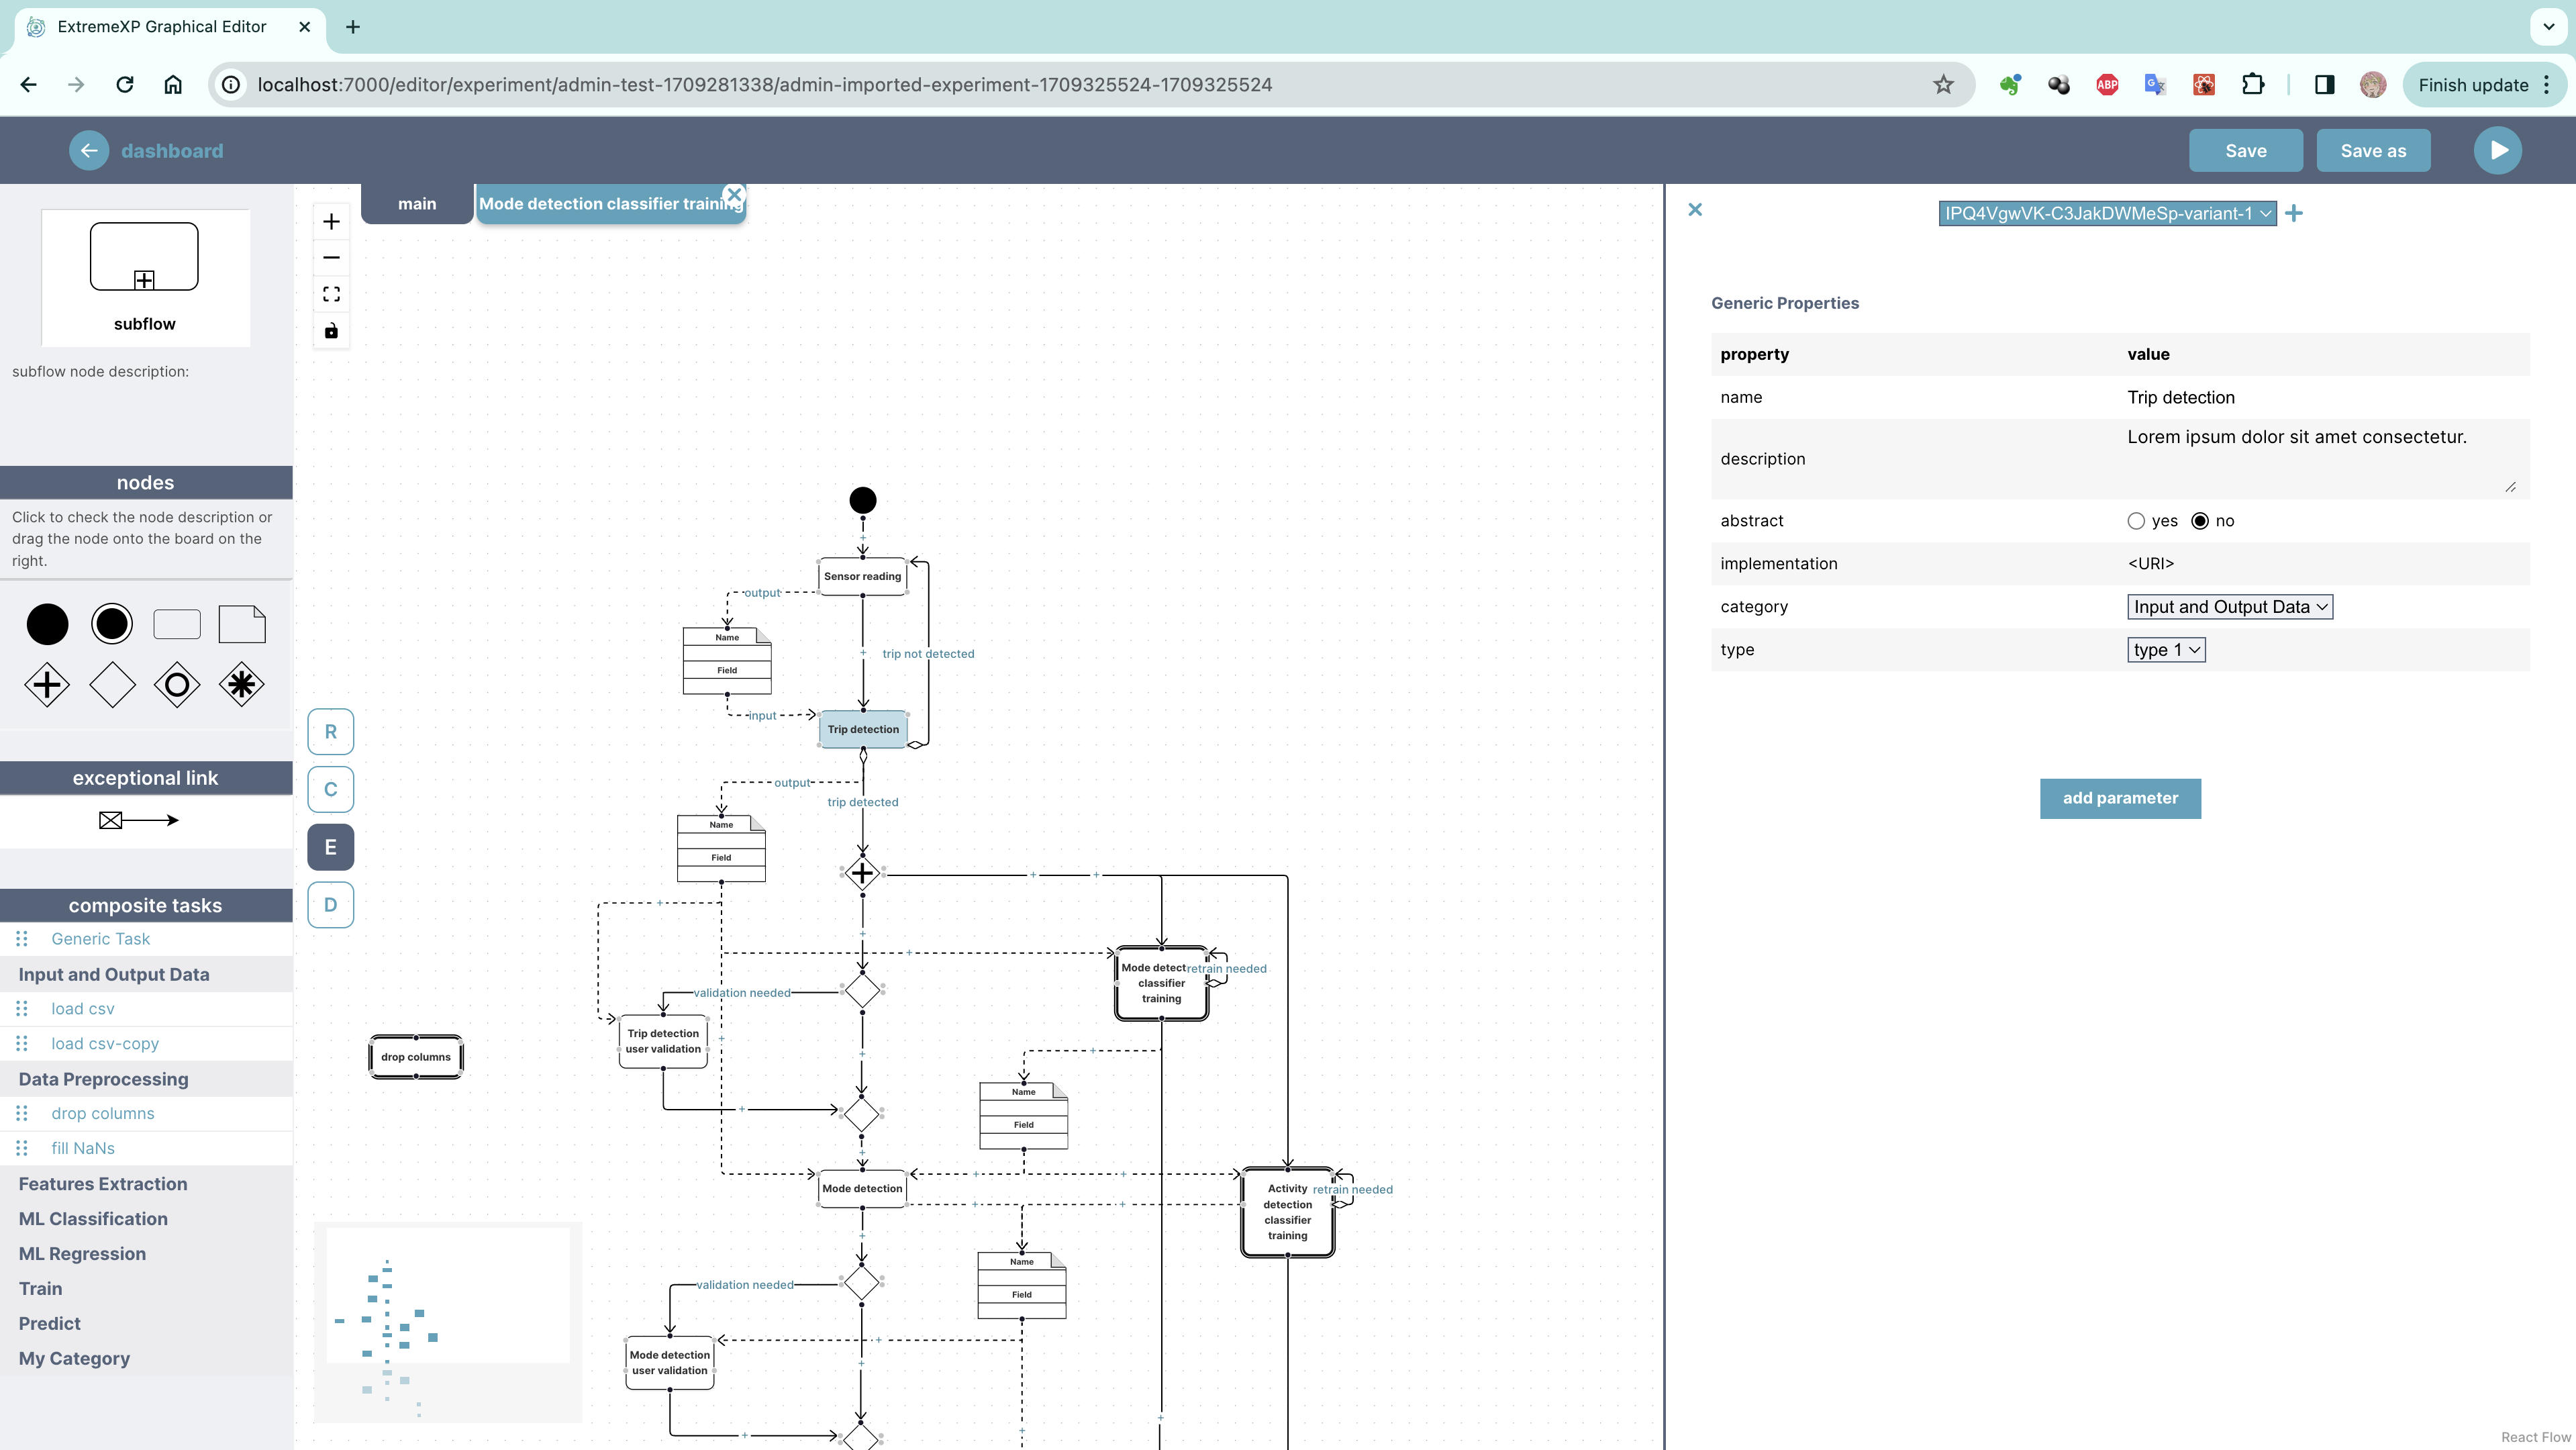 ExtremeXP Graphical Editor
localhost:7000/editor/experiment/admin-test-1709281338/admin-imported-experiment-1709325524-1709325524
ABP
Finish update
dashboard
Save
Save as
subflow
subflow node description:
nodes
Click to check the node description or
drag the node onto the board on the
right.
exceptional link
composite tasks
Generic Task
Input and Output Data
load csv
load csv-copy
Data Preprocessing
drop columns
fill NaNs
Features Extraction
ML Classification
ML Regression
Train
Predict
My Category
R
C
E
D
main
Mode detection classifier training
Sensor reading
output
Name
Field
trip not detected
input
Trip detection
output
trip detected
Name
Field
Mode detect
classifier
training
retrain needed
validation needed
Trip detection
user validation
drop columns
Name
Field
Mode detection
Activity
detection
classifier
training
retrain needed
Name
Field
validation needed
Mode detection
user validation
IPQ4VgwVK-C3JakDWMeSp-variant-1
Generic Properties
property value
name Trip detection
description Lorem ipsum dolor sit amet consectetur.
abstract yes no
implementation <URI>
category Input and Output Data
type type 1
add parameter
React Flow